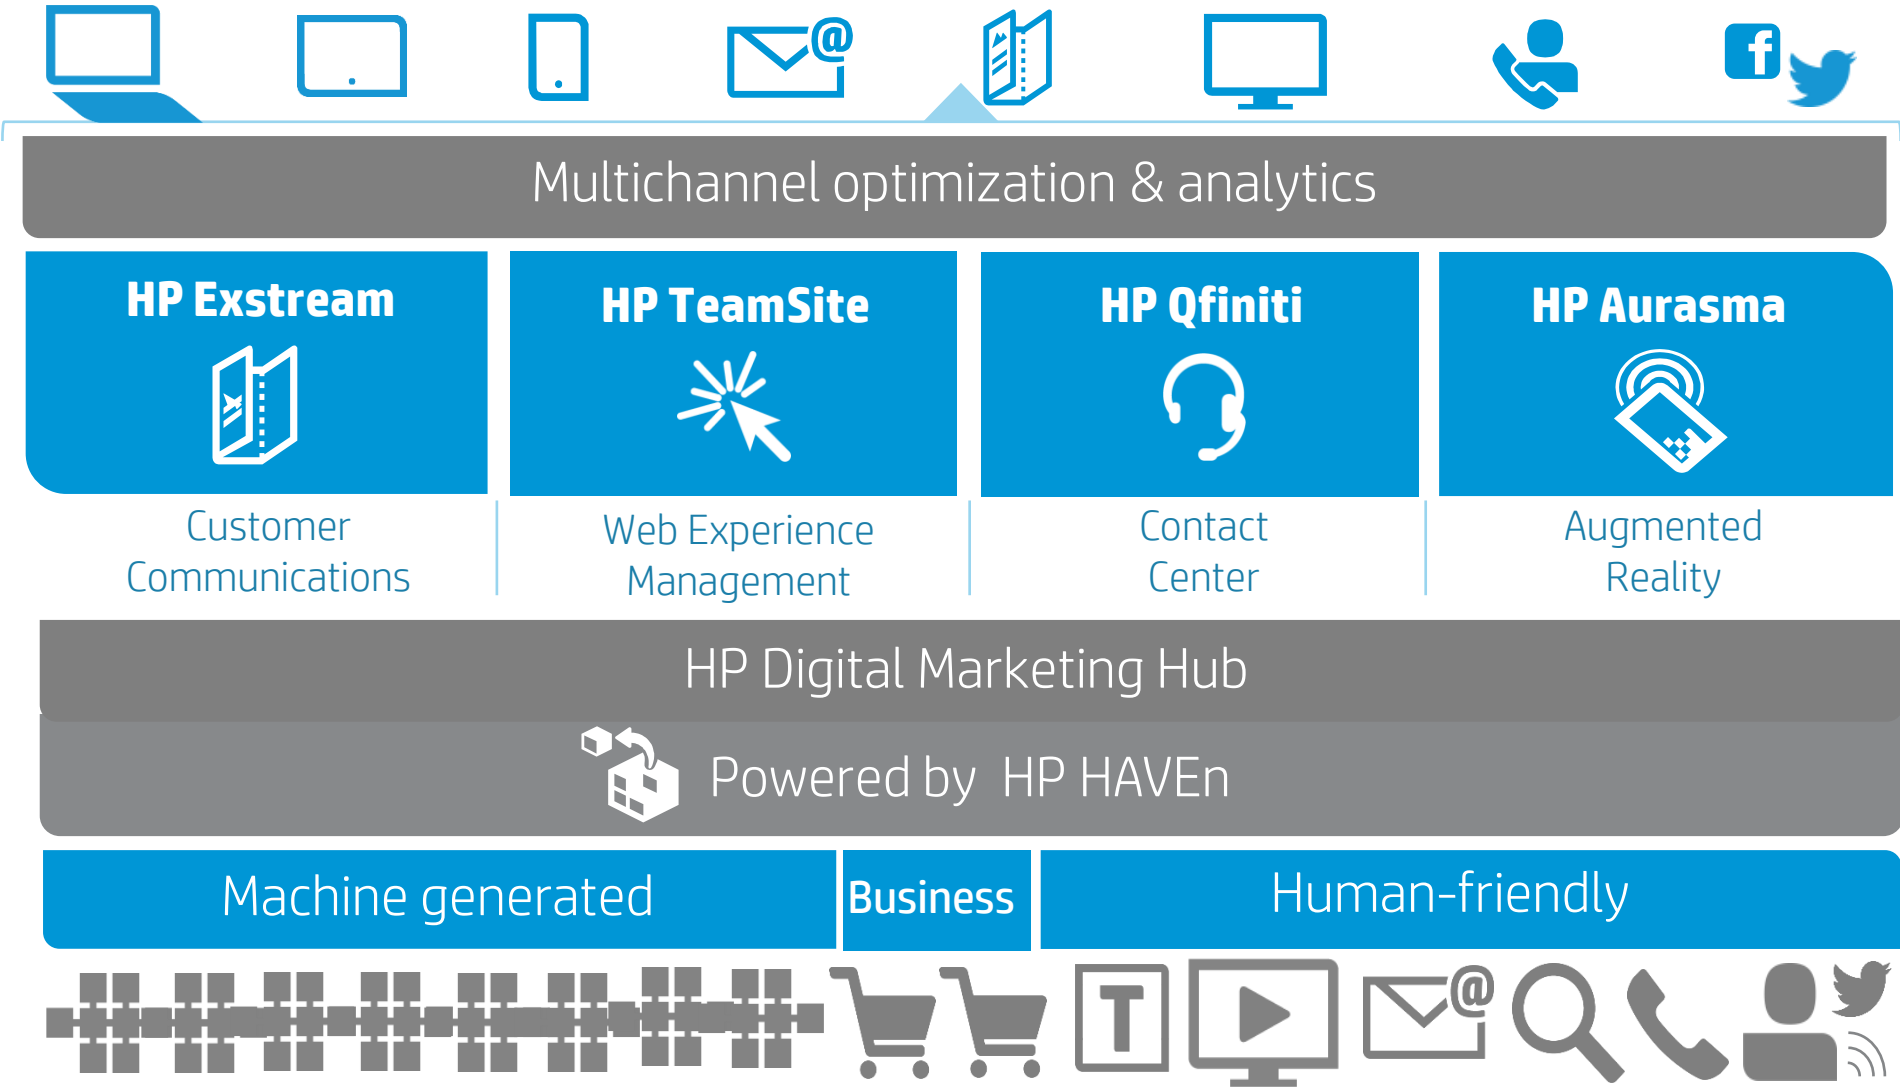 @
f
Multichannel optimization & analytics
HP Exstream
HP TeamSite
HP Qfiniti
HP Aurasma
Customer
Communications
Web Experience
Management
Contact
Center
Augmented
Reality
HP Digital Marketing Hub
Powered by HP HAVEn
Machine generated
Business
Human-friendly
T
@